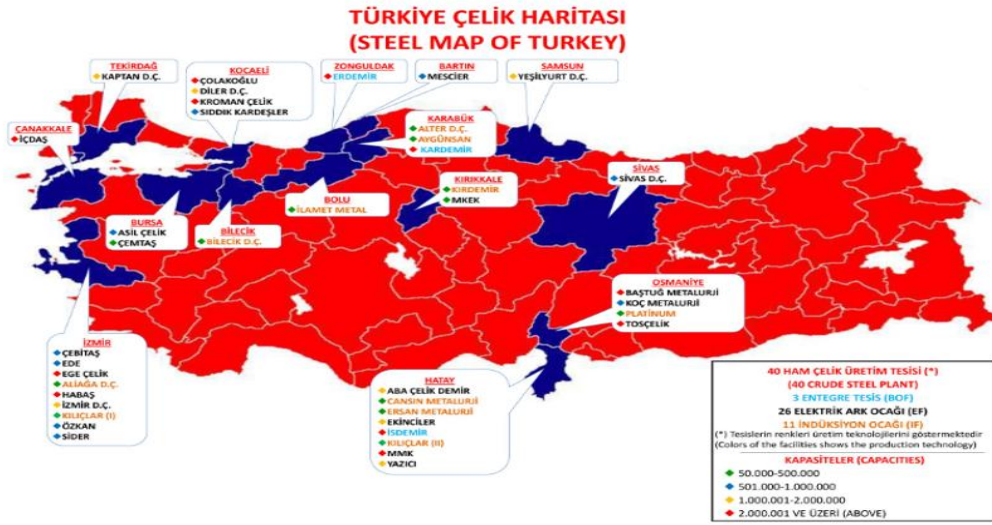 TÜRKİYE ÇELİK HARİTASI
(STEEL MAP OF TURKEY)
TEKİRDAĞ
KAPTAN D.Ç.
KOCAELİ
ÇOLAKOĞLU
DİLER D.Ç.
KROMAN ÇELİK
SIDDIK KARDEŞLER
ZONGULDAK
ERDEMİR
BARTIN
MESCİER
SAMSUN
YEŞİLYURT D.Ç.
ÇANAKKALE
İÇDAŞ
KARABÜK
ALTER D.Ç.
AYGÜNSAN
KARDEMİR
KIRIKKALE
KIRDEMİR
MKEK
SİVAS
SİVAS D.Ç.
BOLU
İLAMET METAL
BURSA
ASİL ÇELİK
ÇEMTAŞ
BİLECİK
BİLECİK D.Ç.
OSMANİYE
BAŞTUĞ METALURJİ
KOÇ METALURJİ
PLATİNUM
TOSÇELİK
İZMİR
ÇEBİTAŞ
EDE
EGE ÇELİK
ALİAĞA D.Ç.
HABAŞ
İZMİR D.Ç.
KILIÇLAR (I)
ÖZKAN
SİDER
HATAY
ABA ÇELİK DEMİR
CANSIN METALURJİ
ERSAN METALURJİ
EKİNCİLER
İSDEMİR
KILIÇLAR (II)
MMK
YAZICI
40 HAM ÇELİK ÜRETİM TESİSİ (*)
(40 CRUDE STEEL PLANT)
3 ENTEGRE TESİS (BOF)
26 ELEKTRİK ARK OCAĞI (EF)
11 İNDÜKSİYON OCAĞI (IF)
(*) Tesislerin renkleri üretim teknolojilerini göstermektedir
(Colors of the facilities shows the production technology)
KAPASİTELER (CAPACITIES)
50.000-500.000
501.000-1.000.000
1.000.001-2.000.000
2.000.001 VE ÜZERİ (ABOVE)